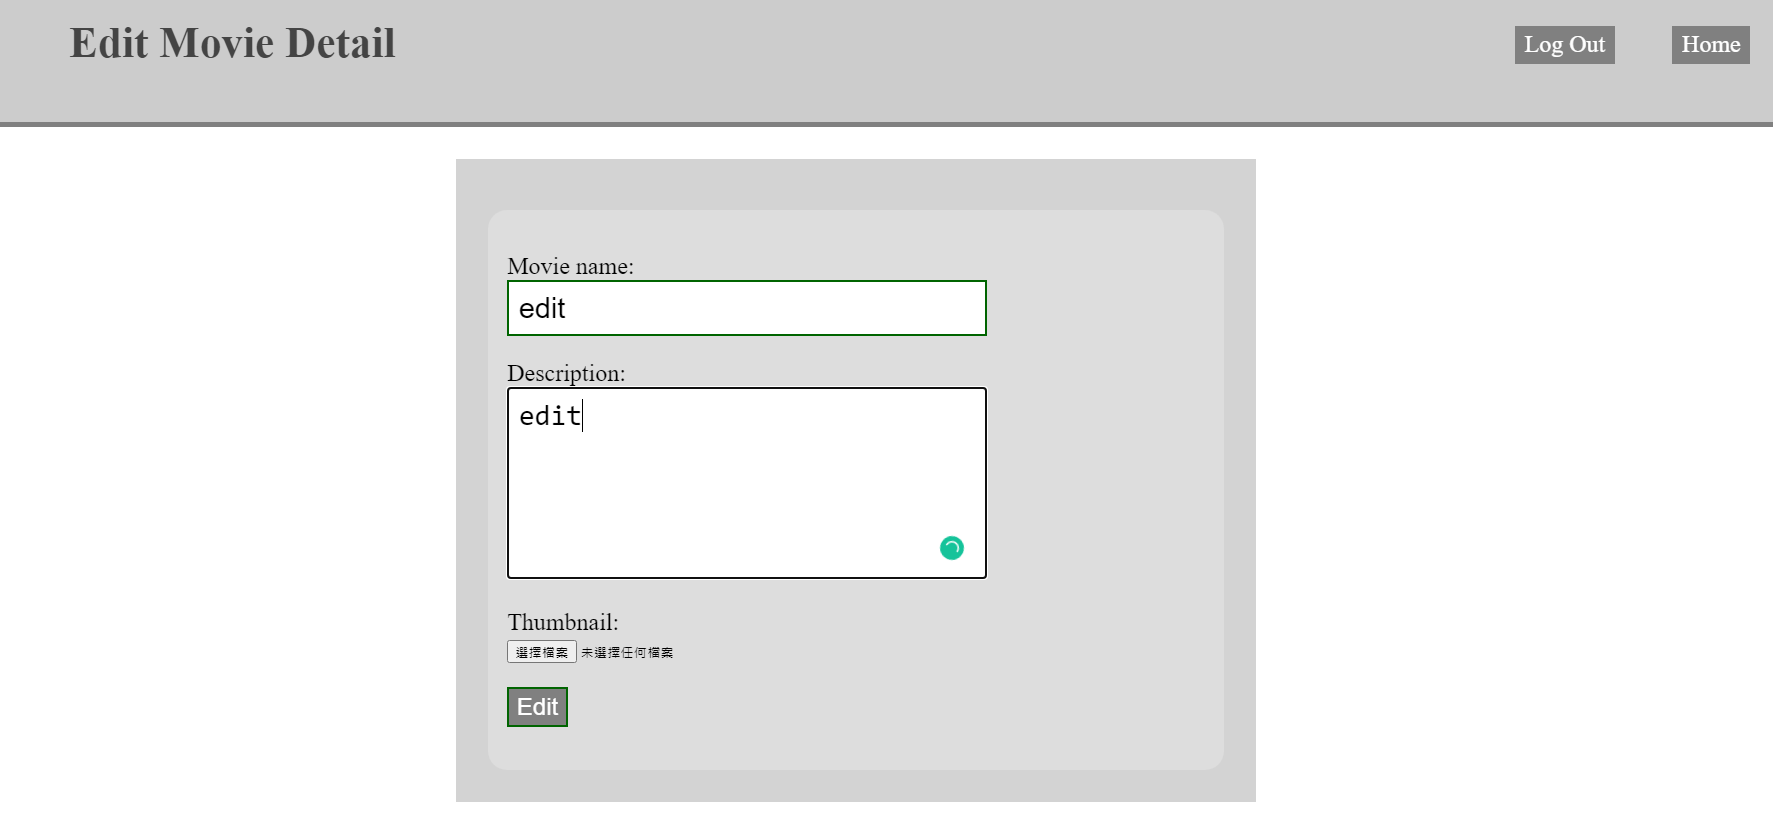 Edit Movie Detail
Log Out
Home
Movie name:
edit
Description:
edit
Thumbnail:
選擇檔案 未選擇任何檔案
Edit